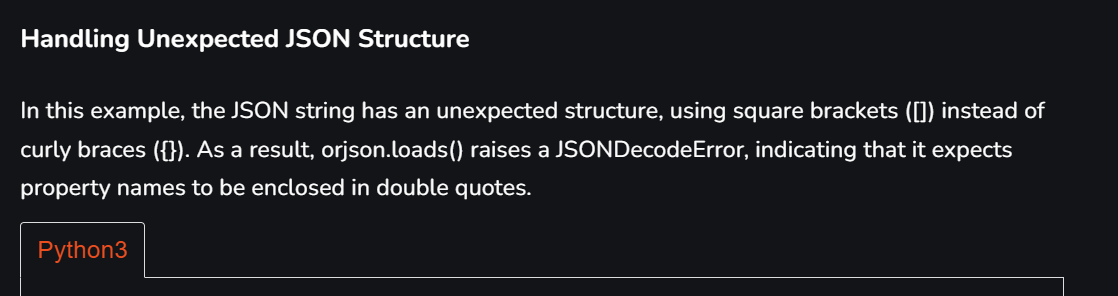 Handling Unexpected JSON Structure
In this example, the JSON string has an unexpected structure, using square brackets ([]) instead of
curly braces ({}). As a result, orjson.loads() raises a JSONDecodeError, indicating that it expects
property names to be enclosed in double quotes.
Python3